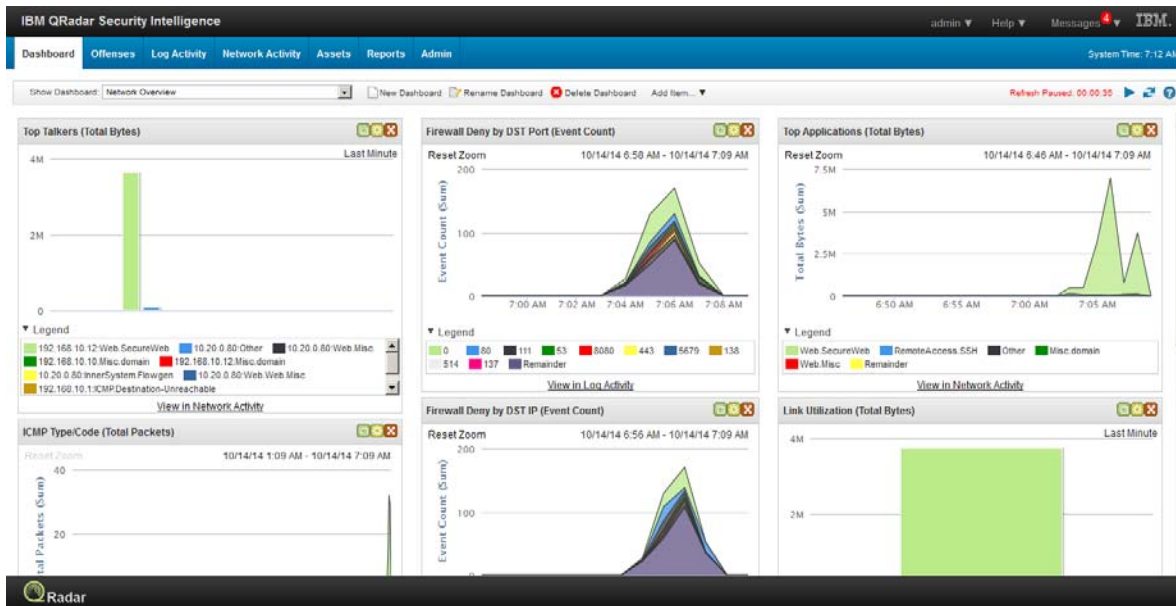 IBM QRadar Security Intelligence
admin ▼ Help ▼ Messages 4 ▼ IBM.
Dashboard Offenses Log Activity Network Activity Assets Reports Admin
System Time: 7:12 AM
Show Dashboard: Network Overview New Dashboard Rename Dashboard Delete Dashboard Add Item... ▼
Refresh Paused: 00:00:35
Top Talkers (Total Bytes)
Last Minute
4M
2M
0
▼ Legend
192.168.10.12:Web.SecureWeb 10.20.0.80:Other 10.20.0.80:Web.Misc
192.168.10.10.Misc.domain 192.168.10.12.Misc.domain
10.20.0.80:InnerSystem.Flowgen 10.20.0.80:Web.Web.Misc
192.168.10.1:ICMP.Destination-Unreachable
View in Network Activity
Firewall Deny by DST Port (Event Count)
Reset Zoom 10/14/14 6:58 AM - 10/14/14 7:09 AM
Event Count (Sum)
200
100
0
7:00 AM 7:02 AM 7:04 AM 7:06 AM 7:08 AM
▼ Legend
0 80 111 53 8080 443 5679 138
514 137 Remainder
View in Log Activity
Top Applications (Total Bytes)
Reset Zoom 10/14/14 6:46 AM - 10/14/14 7:09 AM
Total Bytes (Sum)
7.5M
5M
2.5M
0
6:50 AM 6:55 AM 7:00 AM 7:05 AM
▼ Legend
Web.SecureWeb RemoteAccess.SSH Other Misc.domain
Web.Misc Remainder
View in Network Activity
ICMP Type/Code (Total Packets)
Reset Zoom 10/14/14 1:09 AM - 10/14/14 7:09 AM
tal Packets (Sum)
40
20
Firewall Deny by DST IP (Event Count)
Reset Zoom 10/14/14 6:56 AM - 10/14/14 7:09 AM
Event Count (Sum)
200
100
0
Link Utilization (Total Bytes)
Last Minute
4M
2M
QRadar